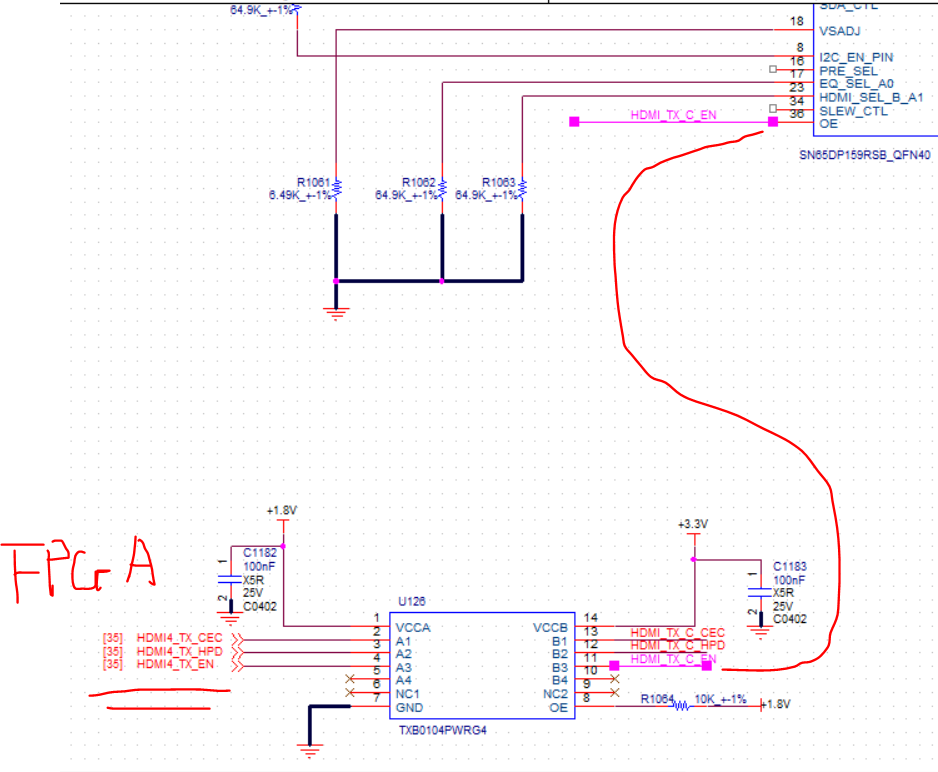 64.9K_+-1%
SDA_CTL
18
VSADJ
8
I2C_EN_PIN
16
PRE_SEL
17
EQ_SEL_A0
23
HDMI_SEL_B_A1
34
SLEW_CTL
36
OE
HDMI_TX_C_EN
SN65DP159RSB_QFN40
R1061
6.49K_+-1%
R1062
64.9K_+-1%
R1063
64.9K_+-1%
FPGA
+1.8V
C1182
100nF
X5R
25V
C0402
1
2
+3.3V
C1183
100nF
X5R
25V
C0402
1
2
U126
1
VCCA
2
A1
3
A2
4
A3
5
A4
6
NC1
7
GND
14
VCCB
13
B1
12
B2
11
B3
10
B4
9
NC2
8
OE
[35] HDMI4_TX_CEC
[35] HDMI4_TX_HPD
[35] HDMI4_TX_EN
HDMI_TX_C_CEC
HDMI_TX_C_HPD
HDMI_TX_C_EN
R1064 10K_+-1%
+1.8V
TXB0104PWRG4